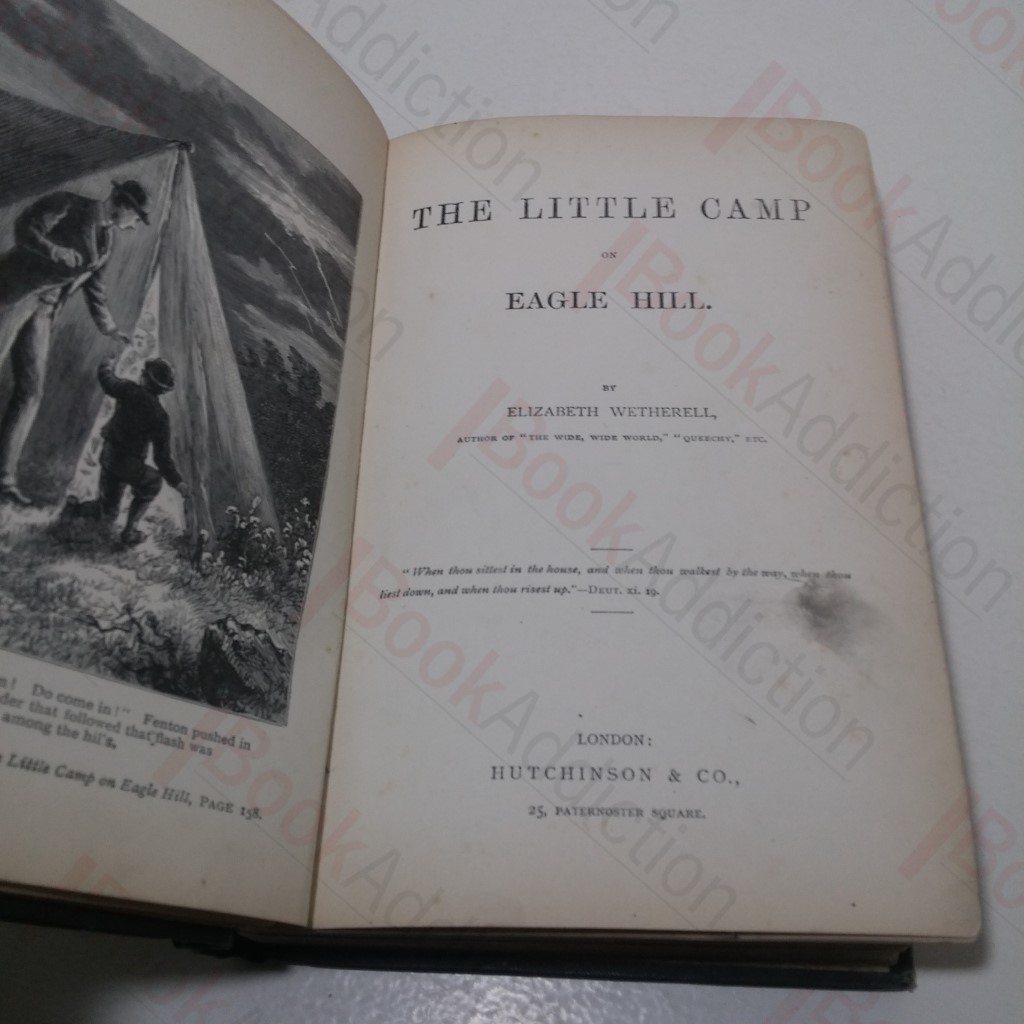 n! Do come in!" Fenton pushed in
der that followed that flash was
among the hil's.
Little Camp on Eagle Hill, PAGE 158.
THE LITTLE CAMP
ON
EAGLE HILL.
BY
ELIZABETH WETHERELL,
AUTHOR OF "THE WIDE, WIDE WORLD," "QUEECHY," ETC.
"When thou sittest in the house, and when thou walkest by the way, when thou
liest down, and when thou risest up."—DEUT. xi. 19.
LONDON:
HUTCHINSON & CO.,
25, PATERNOSTER SQUARE.
BookAddiction